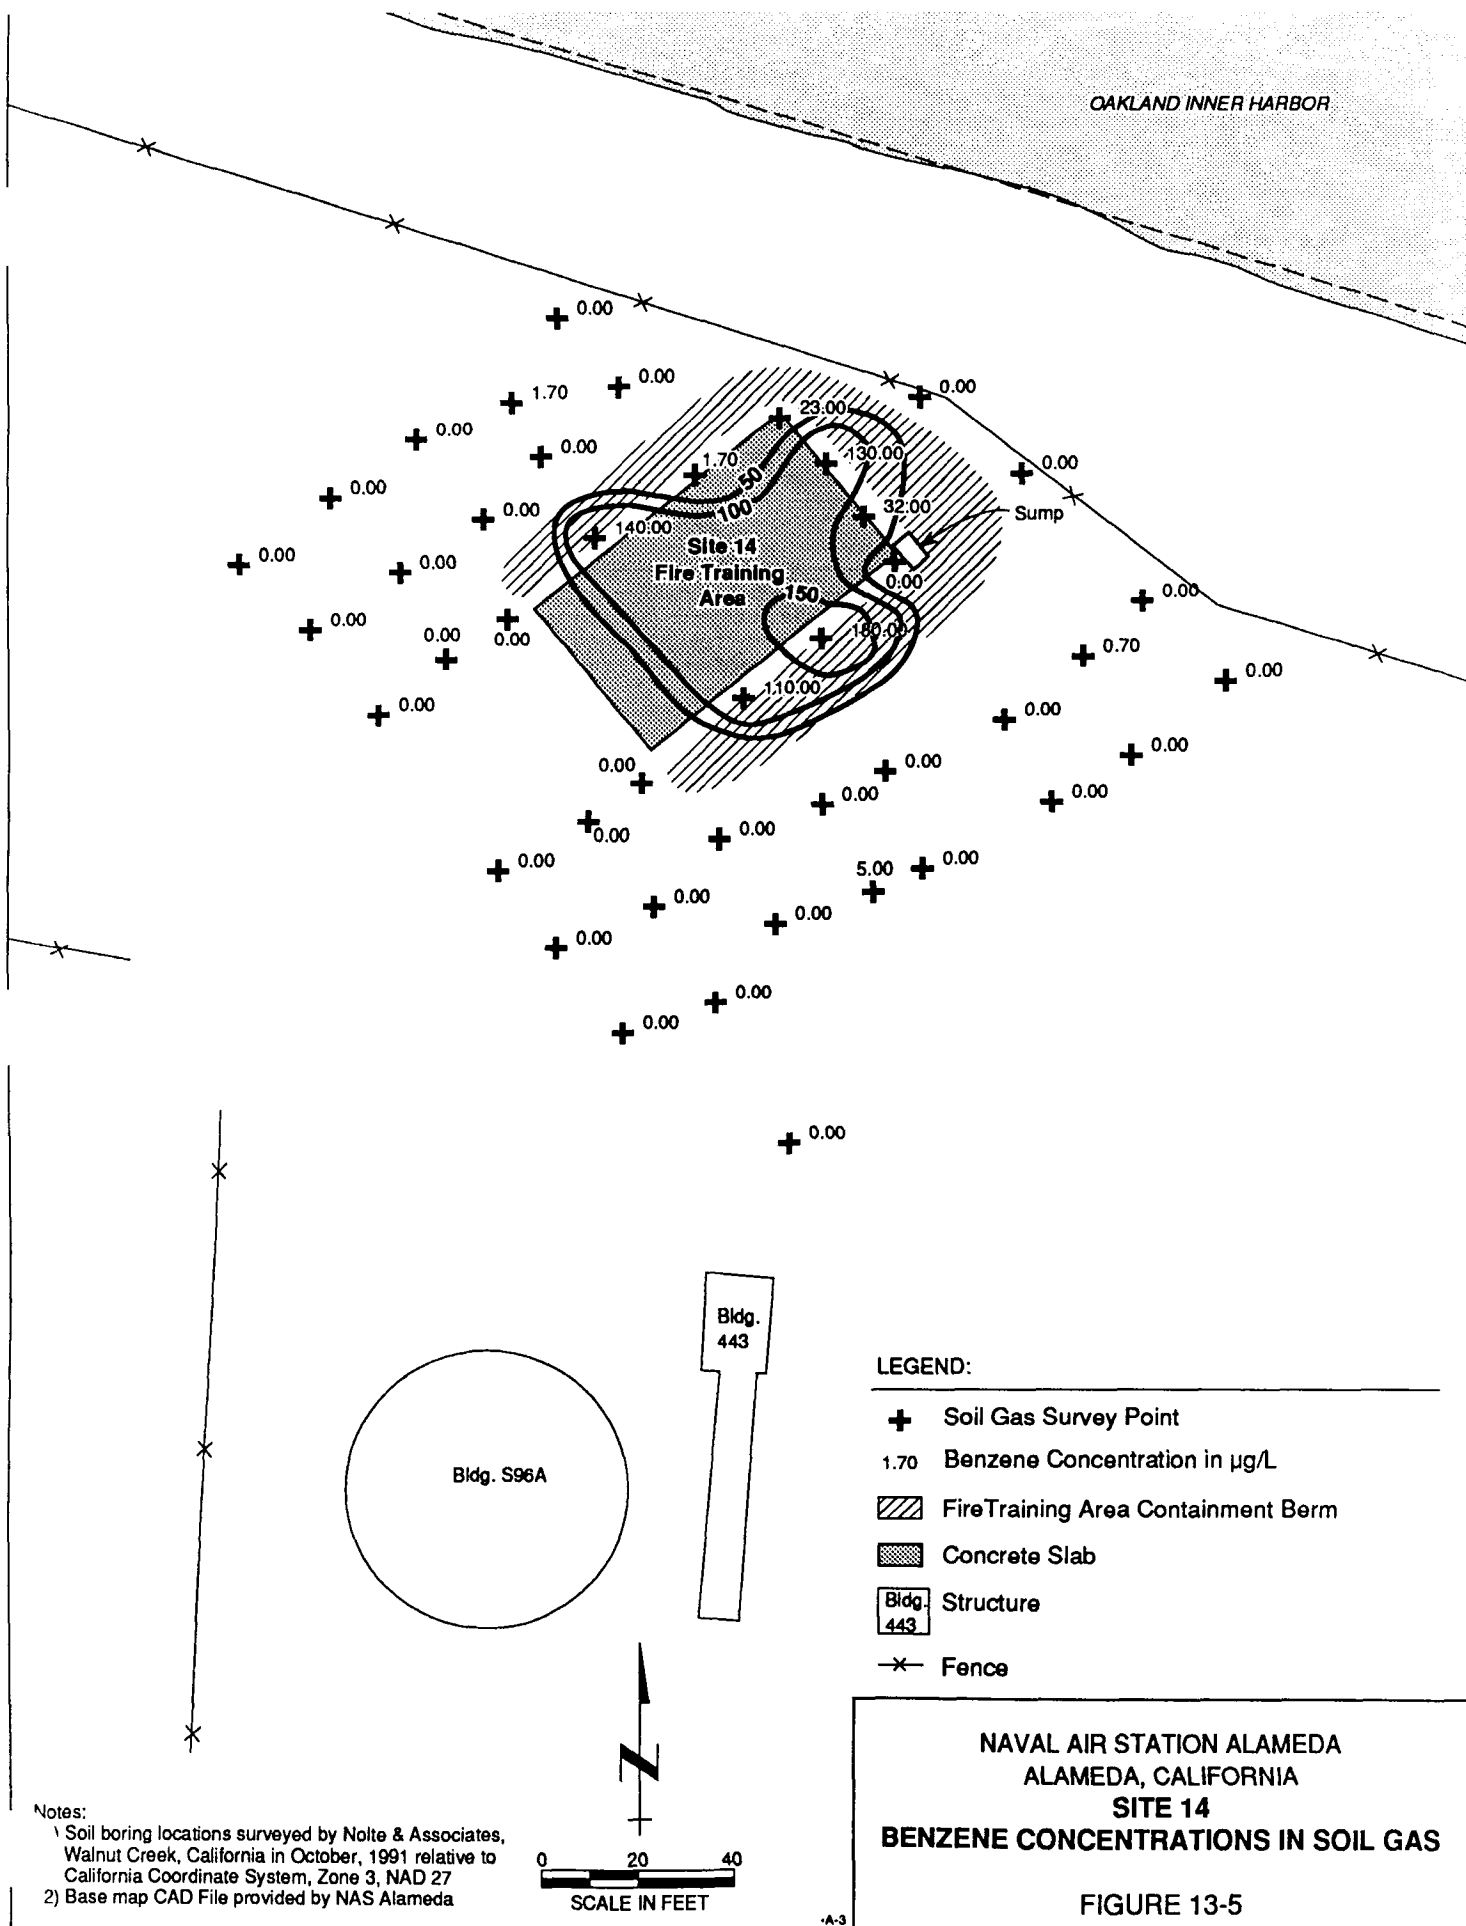 OAKLAND INNER HARBOR
0.00
0.00
1.70
0.00
0.00
23.00
0.00
0.00
1.70
130.00
0.00
50
0.00
100
32.00
0.00
Sump
140.00
Site 14
Fire Training
Area
0.00
0.00
0.00
150
0.00
0.00
0.00
0.00
180.00
0.70
0.00
110.00
0.00
0.00
0.00
0.00
0.00
0.00
0.00
0.00
0.00
0.00
5.00
0.00
0.00
0.00
0.00
0.00
0.00
0.00
0.00
Bldg.
443
Bldg. S96A
LEGEND:
Soil Gas Survey Point
1.70 Benzene Concentration in µg/L
FireTraining Area Containment Berm
Concrete Slab
Bldg.
443
Structure
Fence
N
NAVAL AIR STATION ALAMEDA
ALAMEDA, CALIFORNIA
SITE 14
BENZENE CONCENTRATIONS IN SOIL GAS
FIGURE 13-5
Notes:
) Soil boring locations surveyed by Nolte & Associates,
Walnut Creek, California in October, 1991 relative to
California Coordinate System, Zone 3, NAD 27
2) Base map CAD File provided by NAS Alameda
0 20 40
SCALE IN FEET
-A-3